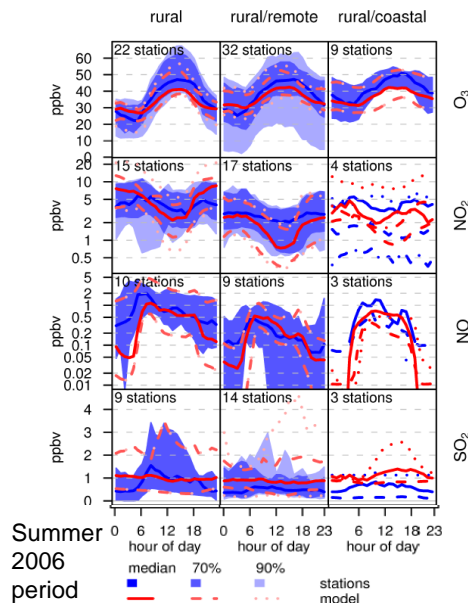 rural rural/remote rural/coastal
22 stations 32 stations 9 stations
60
50
40
30
20
10
0
ppbv
O3
15 stations 17 stations 4 stations
20
10
5
2
1
0.5
ppbv
NO2
10 stations 9 stations 3 stations
5
2
1
0.5
0.2
0.1
0.05
0.02
0.01
ppbv
NO
9 stations 14 stations 3 stations
4
3
2
1
0
ppbv
SO2
0 6 12 18 0 6 12 18 0 6 12 18 23
hour of day hour of day hour of day
Summer
2006
period
median 70% 90%
stations
model